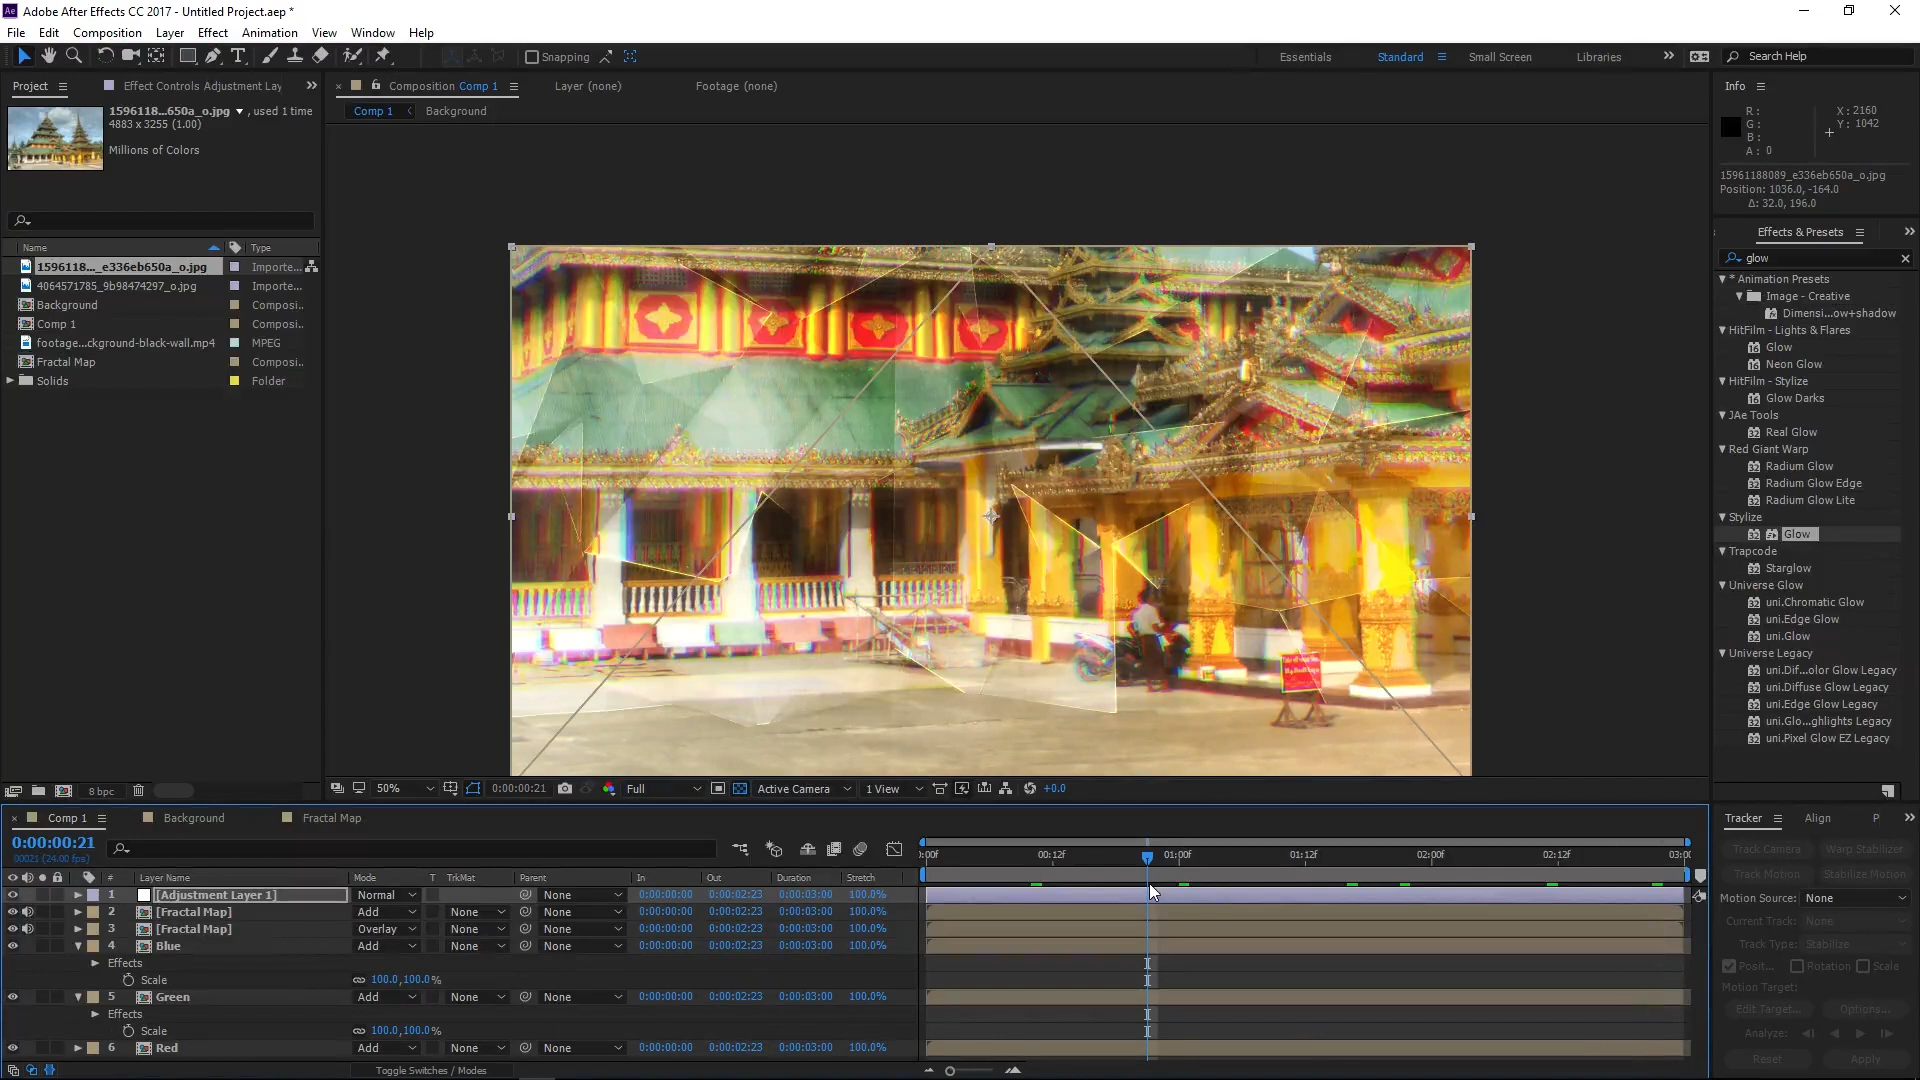 Adobe After Effects CC 2017 - Untitled Project.aep *
File Edit Composition Layer Effect Animation View Window Help
Snapping
Essentials Standard Small Screen Libraries Search Help
Project Effect Controls Adjustment Lay
Composition Comp 1 Layer (none) Footage (none)
Comp 1 Background
1596118...650a_o.jpg , used 1 time
4883 x 3255 (1.00)
Millions of Colors
Name Type
1596118..._e336eb650a_o.jpg Importe...
4064571785_9b98474297_o.jpg Importe...
Background Composi...
Comp 1 Composi...
footage...ckground-black-wall.mp4 MPEG
Fractal Map Composi...
Solids Folder
8 bpc
50% 0:00:00:21 Full Active Camera 1 View +0.0
Info
R: X: 2160
G: Y: 1042
B:
A: 0
15961188089_e336eb650a_o.jpg
Position: 1036.0, -164.0
Δ: 32.0, 196.0
Effects & Presets
glow
* Animation Presets
Image - Creative
Dimensi...ow+shadow
HitFilm - Lights & Flares
Glow
Neon Glow
HitFilm - Stylize
Glow Darks
JAe Tools
Real Glow
Red Giant Warp
Radium Glow
Radium Glow Edge
Radium Glow Lite
Stylize
Glow
Trapcode
Starglow
Universe Glow
uni.Chromatic Glow
uni.Edge Glow
uni.Glow
Universe Legacy
uni.Dif...olor Glow Legacy
uni.Diffuse Glow Legacy
uni.Edge Glow Legacy
uni.Glo...ghlights Legacy
uni.Pixel Glow EZ Legacy
Comp 1 Background Fractal Map
0:00:00:21
00021 (24.00 fps)
:00f 00:12f 01:00f 01:12f 02:00f 02:12f 03:00
# Layer Name Mode T TrkMat Parent In Out Duration Stretch
1 [Adjustment Layer 1] Normal None 0:00:00:00 0:00:02:23 0:00:03:00 100.0%
2 [Fractal Map] Add None None 0:00:00:00 0:00:02:23 0:00:03:00 100.0%
3 [Fractal Map] Overlay None None 0:00:00:00 0:00:02:23 0:00:03:00 100.0%
4 Blue Add None None 0:00:00:00 0:00:02:23 0:00:03:00 100.0%
Effects
Scale 100.0,100.0%
5 Green Add None None 0:00:00:00 0:00:02:23 0:00:03:00 100.0%
Effects
Scale 100.0,100.0%
6 Red Add None None 0:00:00:00 0:00:02:23 0:00:03:00 100.0%
Toggle Switches / Modes
Tracker Align P
Track Camera Warp Stabilizer
Track Motion Stabilize Motion
Motion Source: None
Current Track: None
Track Type: Stabilize
Posit... Rotation Scale
Motion Target:
Edit Target... Options...
Analyze:
Reset Apply